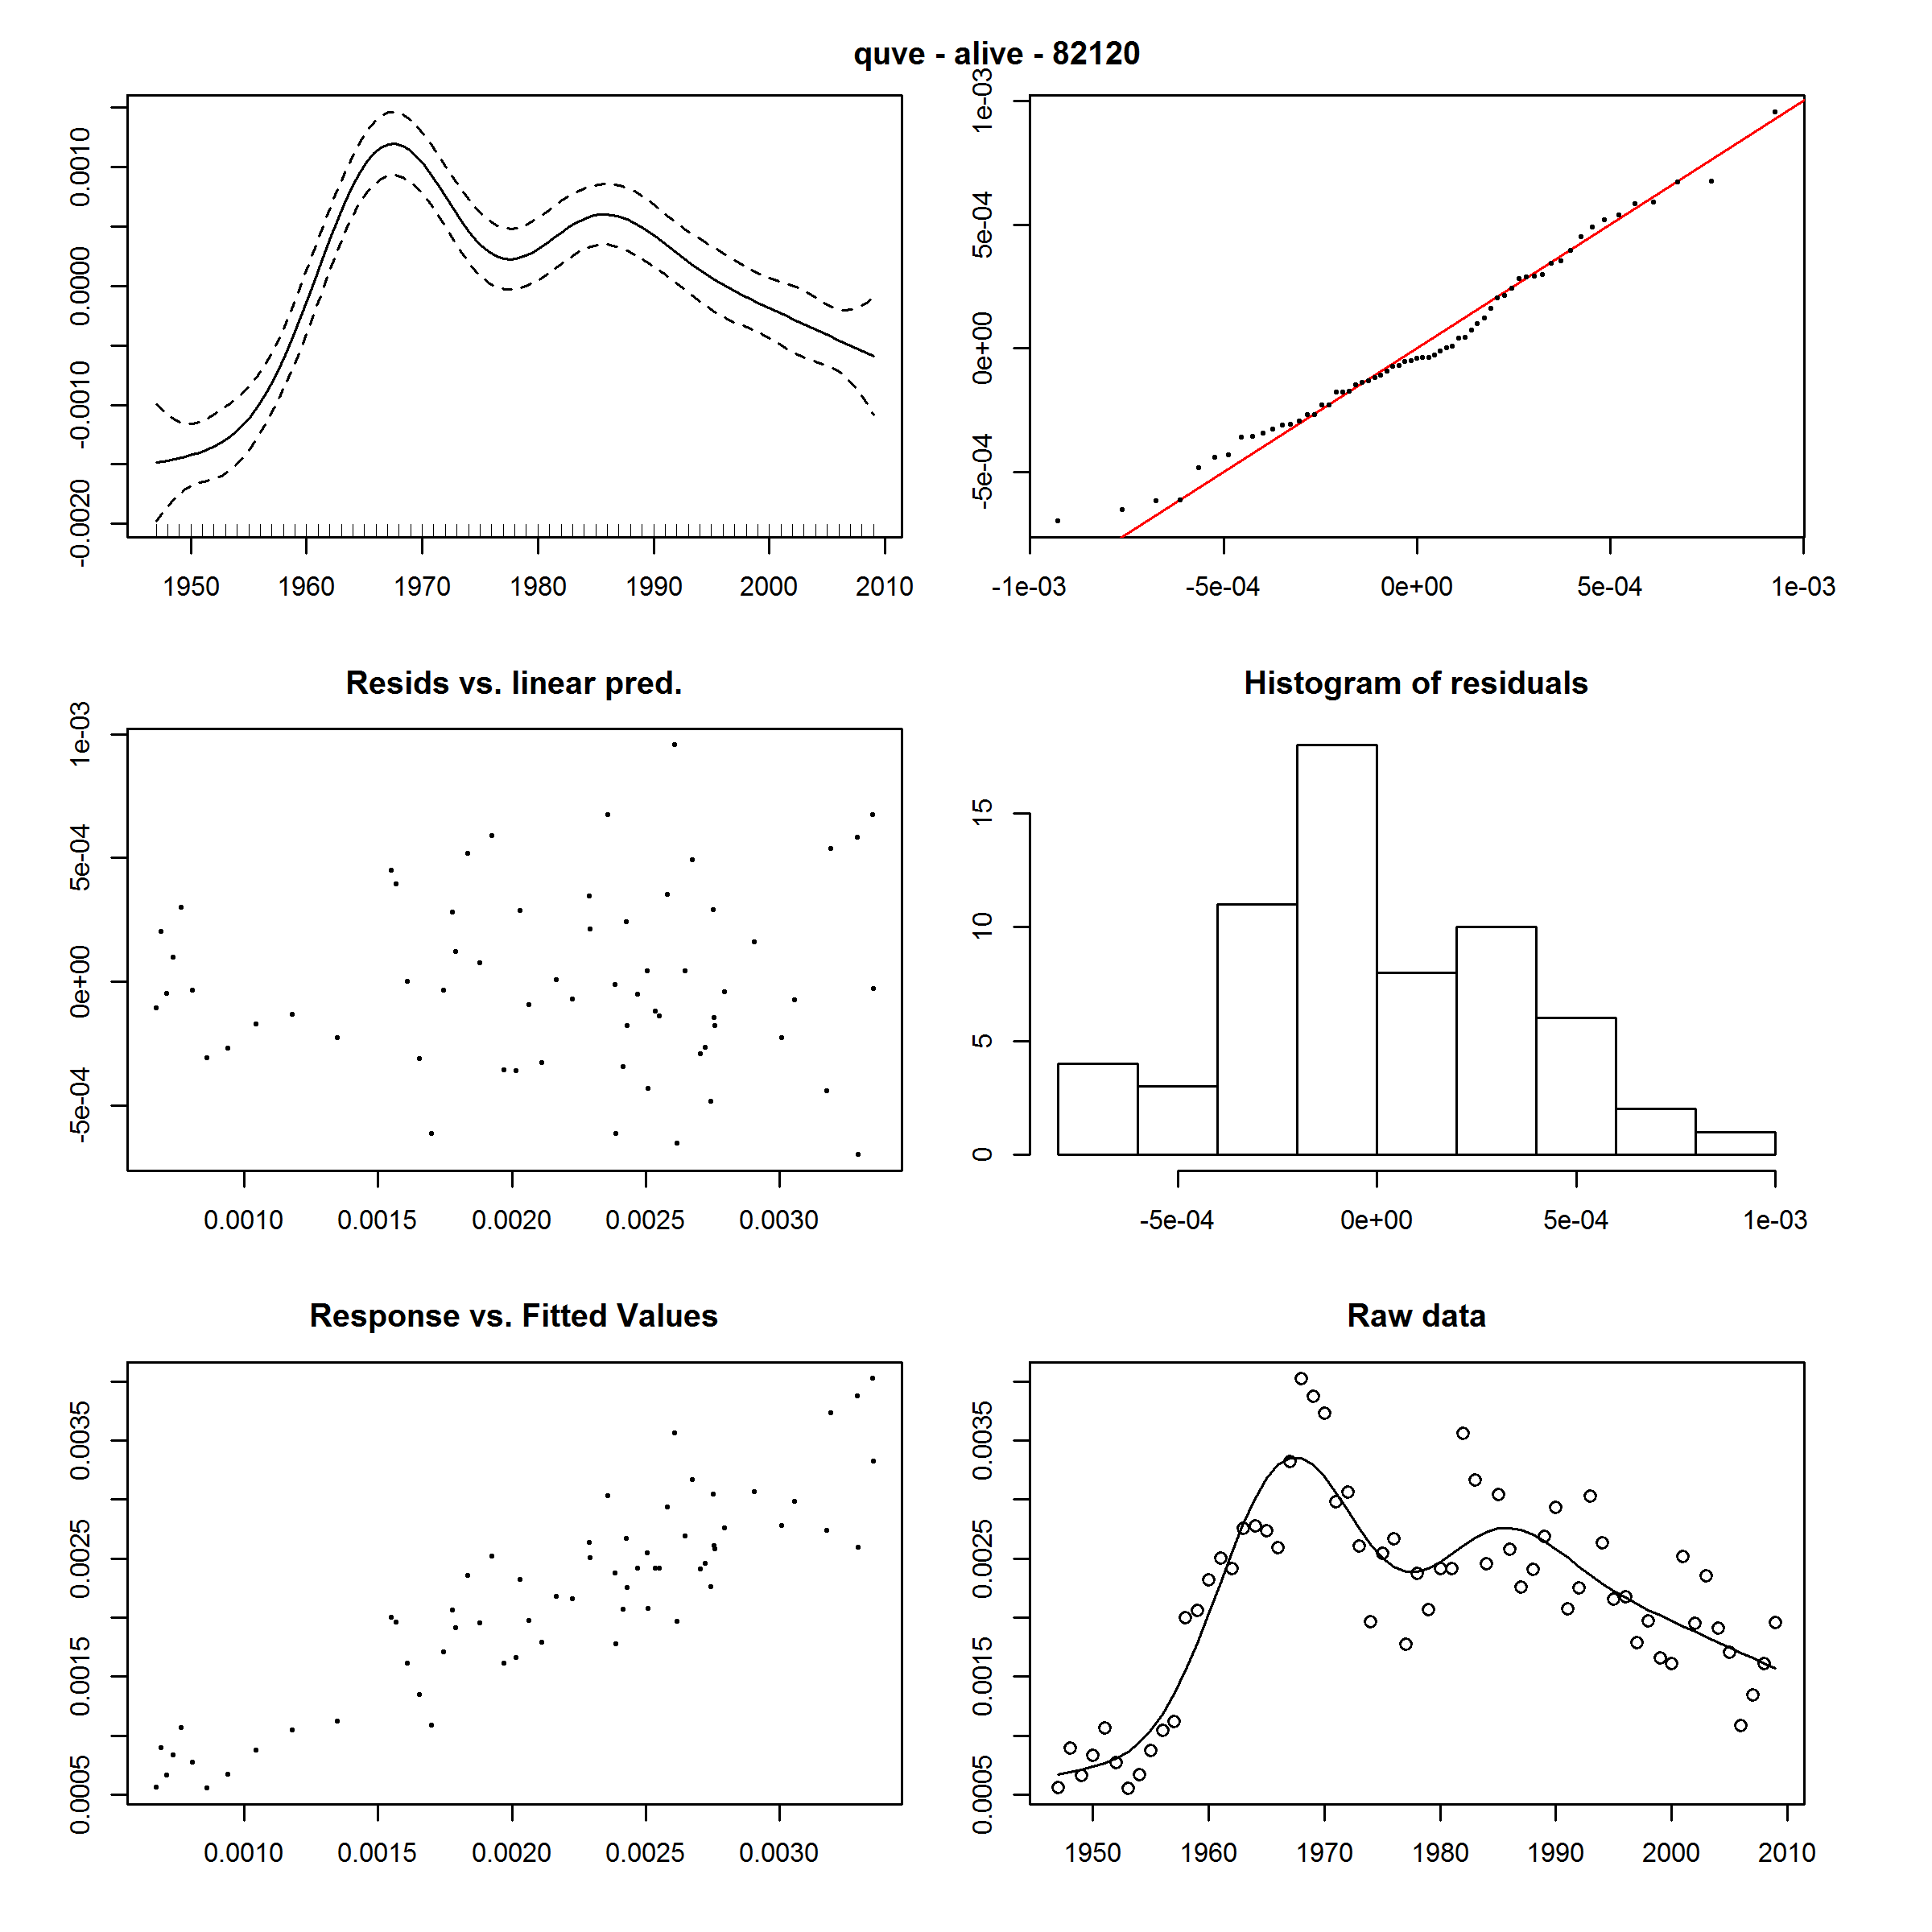 quve - alive - 82120
0.0010
0.0000
-0.0010
-0.0020
1950 1960 1970 1980 1990 2000 2010
1e-03
5e-04
0e+00
-5e-04
-1e-03 -5e-04 0e+00 5e-04 1e-03
Resids vs. linear pred.
1e-03
5e-04
0e+00
-5e-04
0.0010 0.0015 0.0020 0.0025 0.0030
Histogram of residuals
15
10
5
0
-5e-04 0e+00 5e-04 1e-03
Response vs. Fitted Values
0.0035
0.0025
0.0015
0.0005
0.0010 0.0015 0.0020 0.0025 0.0030
Raw data
0.0035
0.0025
0.0015
0.0005
1950 1960 1970 1980 1990 2000 2010